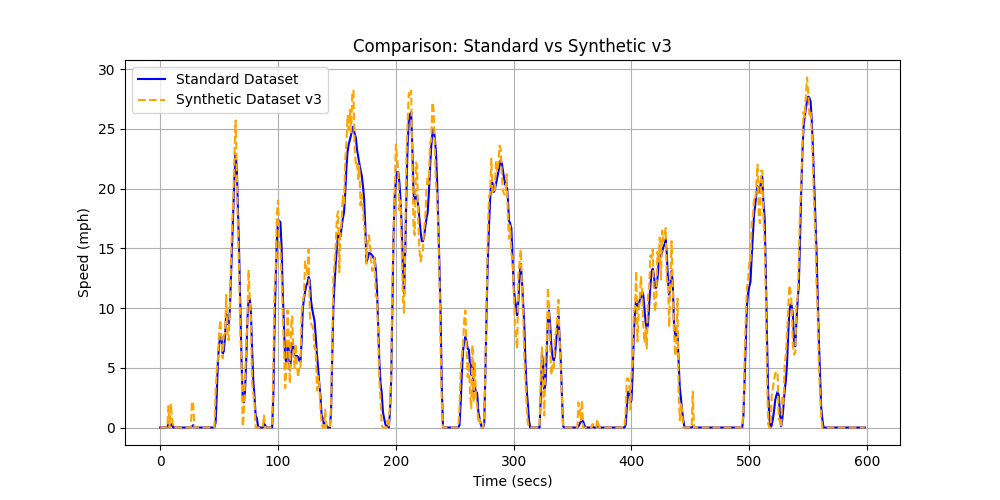 Comparison: Standard vs Synthetic v3
Standard Dataset
Synthetic Dataset v3
Speed (mph)
30
25
20
15
10
5
0
0 100 200 300 400 500 600
Time (secs)